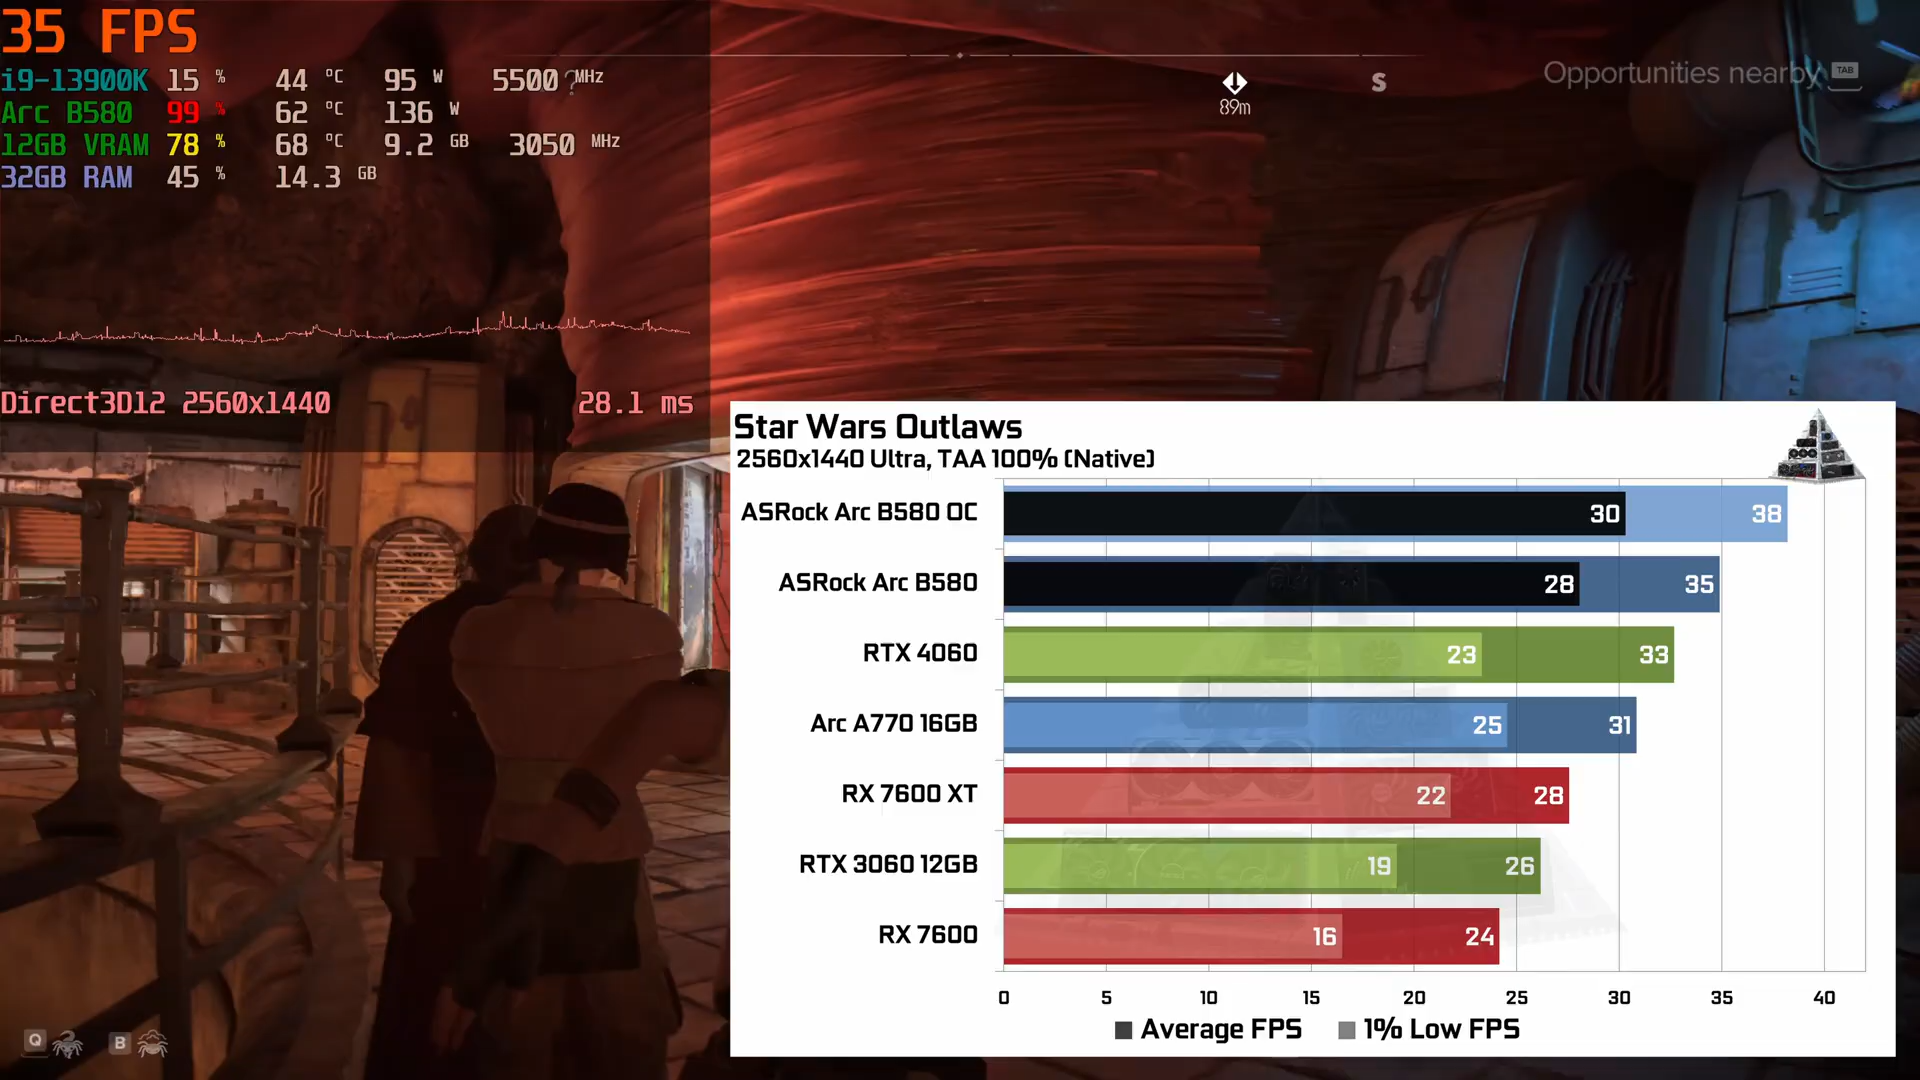 35 FPS
i9-13900K 15 % 44 °C 95 W 5500 ? MHz
Arc B580 99 % 62 °C 136 W
12GB VRAM 78 % 68 °C 9.2 GB 3050 MHz
32GB RAM 45 % 14.3 GB
Direct3D12 2560x1440 28.1 ms
89m
S
Opportunities nearby TAB
Star Wars Outlaws
2560x1440 Ultra, TAA 100% (Native)
ASRock Arc B580 OC 30 38
ASRock Arc B580 28 35
RTX 4060 23 33
Arc A770 16GB 25 31
RX 7600 XT 22 28
RTX 3060 12GB 19 26
RX 7600 16 24
0 5 10 15 20 25 30 35 40
Average FPS 1% Low FPS
Q B